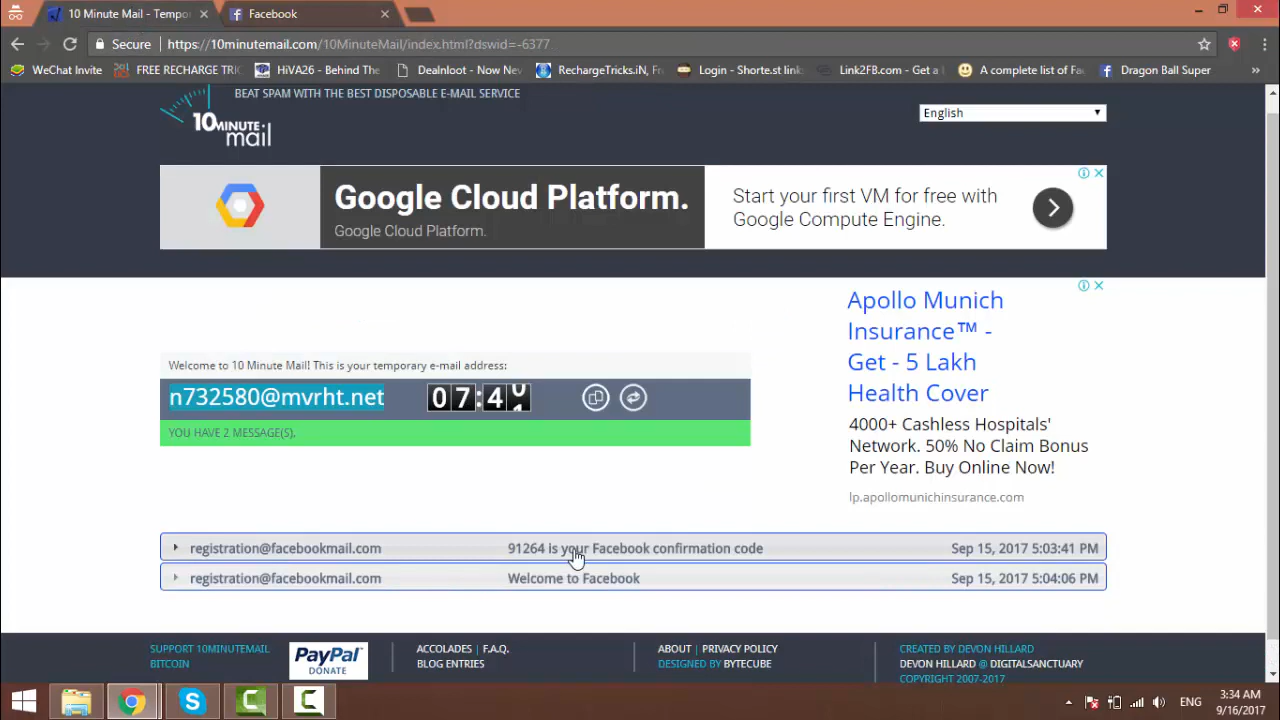 10 Minute Mail - Tempo
Facebook
Secure
https://10minutemail.com/10MinuteMail/index.html?dswid=-6377
WeChat Invite
FREE RECHARGE TRIC
HiVA26 - Behind The
Dealnloot - Now Nev
RechargeTricks.iN, Fr
Login - Shorte.st link
Link2FB.com - Get a l
A complete list of Fa
Dragon Ball Super
BEAT SPAM WITH THE BEST DISPOSABLE E-MAIL SERVICE
10MINUTE
mail
English
Google Cloud Platform.
Google Cloud Platform.
Start your first VM for free with
Google Compute Engine.
Welcome to 10 Minute Mail! This is your temporary e-mail address:
n732580@mvrht.net
07:4
YOU HAVE 2 MESSAGE(S).
Apollo Munich
Insurance™ -
Get - 5 Lakh
Health Cover
4000+ Cashless Hospitals'
Network. 50% No Claim Bonus
Per Year. Buy Online Now!
lp.apollomunichinsurance.com
registration@facebookmail.com 91264 is your Facebook confirmation code Sep 15, 2017 5:03:41 PM
registration@facebookmail.com Welcome to Facebook Sep 15, 2017 5:04:06 PM
SUPPORT 10MINUTEMAIL
BITCOIN
PayPal
DONATE
ACCOLADES | F.A.Q.
BLOG ENTRIES
ABOUT | PRIVACY POLICY
DESIGNED BY BYTECUBE
CREATED BY DEVON HILLARD
DEVON HILLARD @ DIGITALSANCTUARY
COPYRIGHT 2007-2017
ENG
3:34 AM
9/16/2017